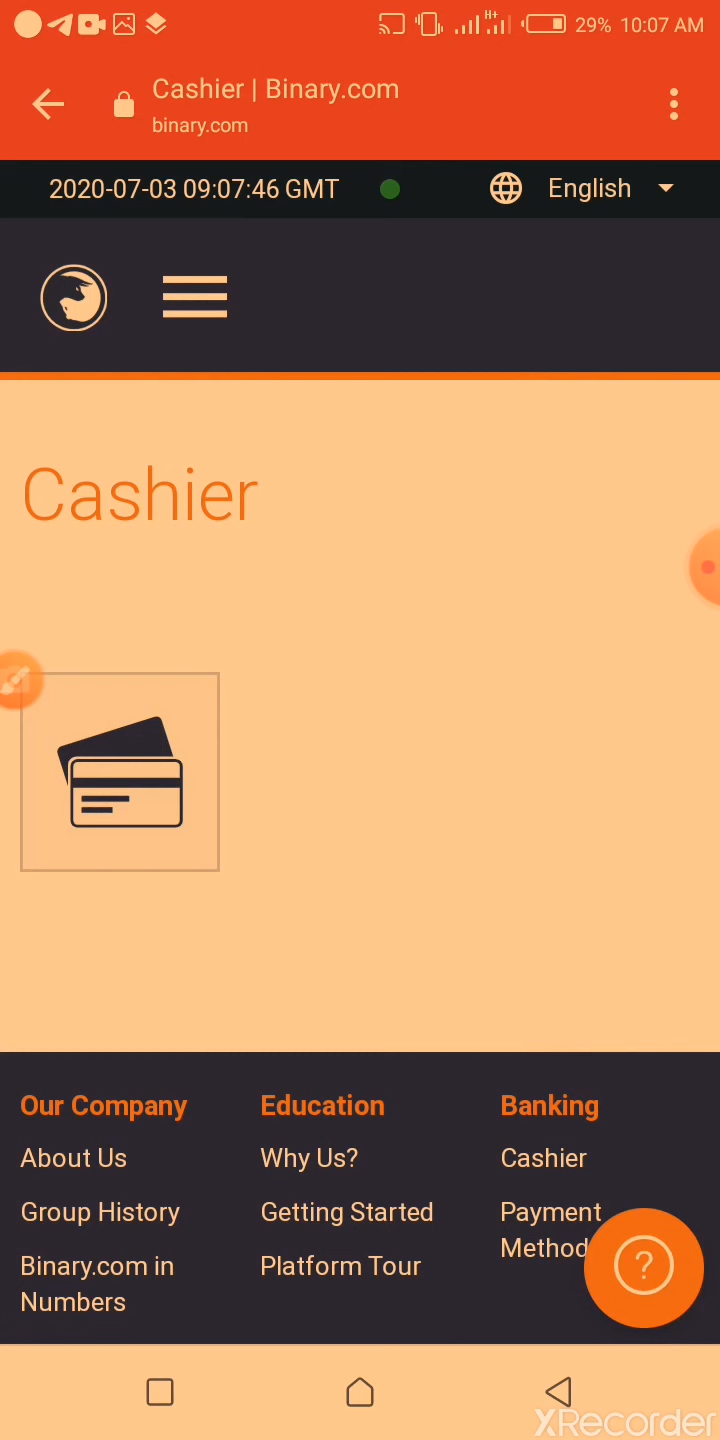 29% 10:07 AM
Cashier | Binary.com
binary.com
2020-07-03 09:07:46 GMT English
Cashier
Our Company Education Banking
About Us Why Us? Cashier
Group History Getting Started Payment
Method
Binary.com in Platform Tour
Numbers
?
XRecorder